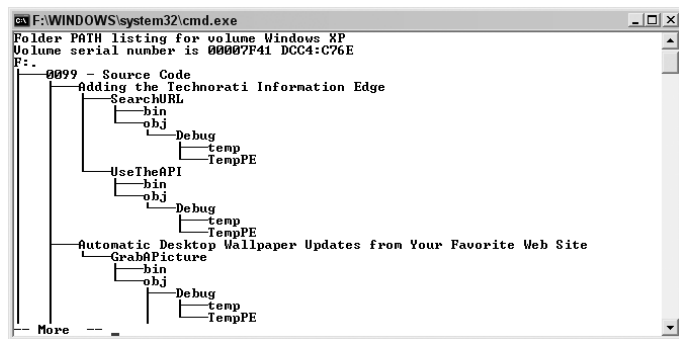 F:\WINDOWS\system32\cmd.exe
Folder PATH listing for volume Windows XP
Volume serial number is 00007F41 DCC4:C76E
F:.
├───0099 - Source Code
│   ├───Adding the Technorati Information Edge
│   │   ├───SearchURL
│   │   │   ├───bin
│   │   │   └───obj
│   │   │       └───Debug
│   │   │           ├───temp
│   │   │           └───TempPE
│   │   └───UseTheAPI
│   │       ├───bin
│   │       └───obj
│   │           └───Debug
│   │               ├───temp
│   │               └───TempPE
│   ├───Automatic Desktop Wallpaper Updates from Your Favorite Web Site
│   │   └───GrabAPicture
│   │       ├───bin
│   │       └───obj
│   │           ├───Debug
│   │           │   ├───temp
│   │           │   └───TempPE
-- More  -- _